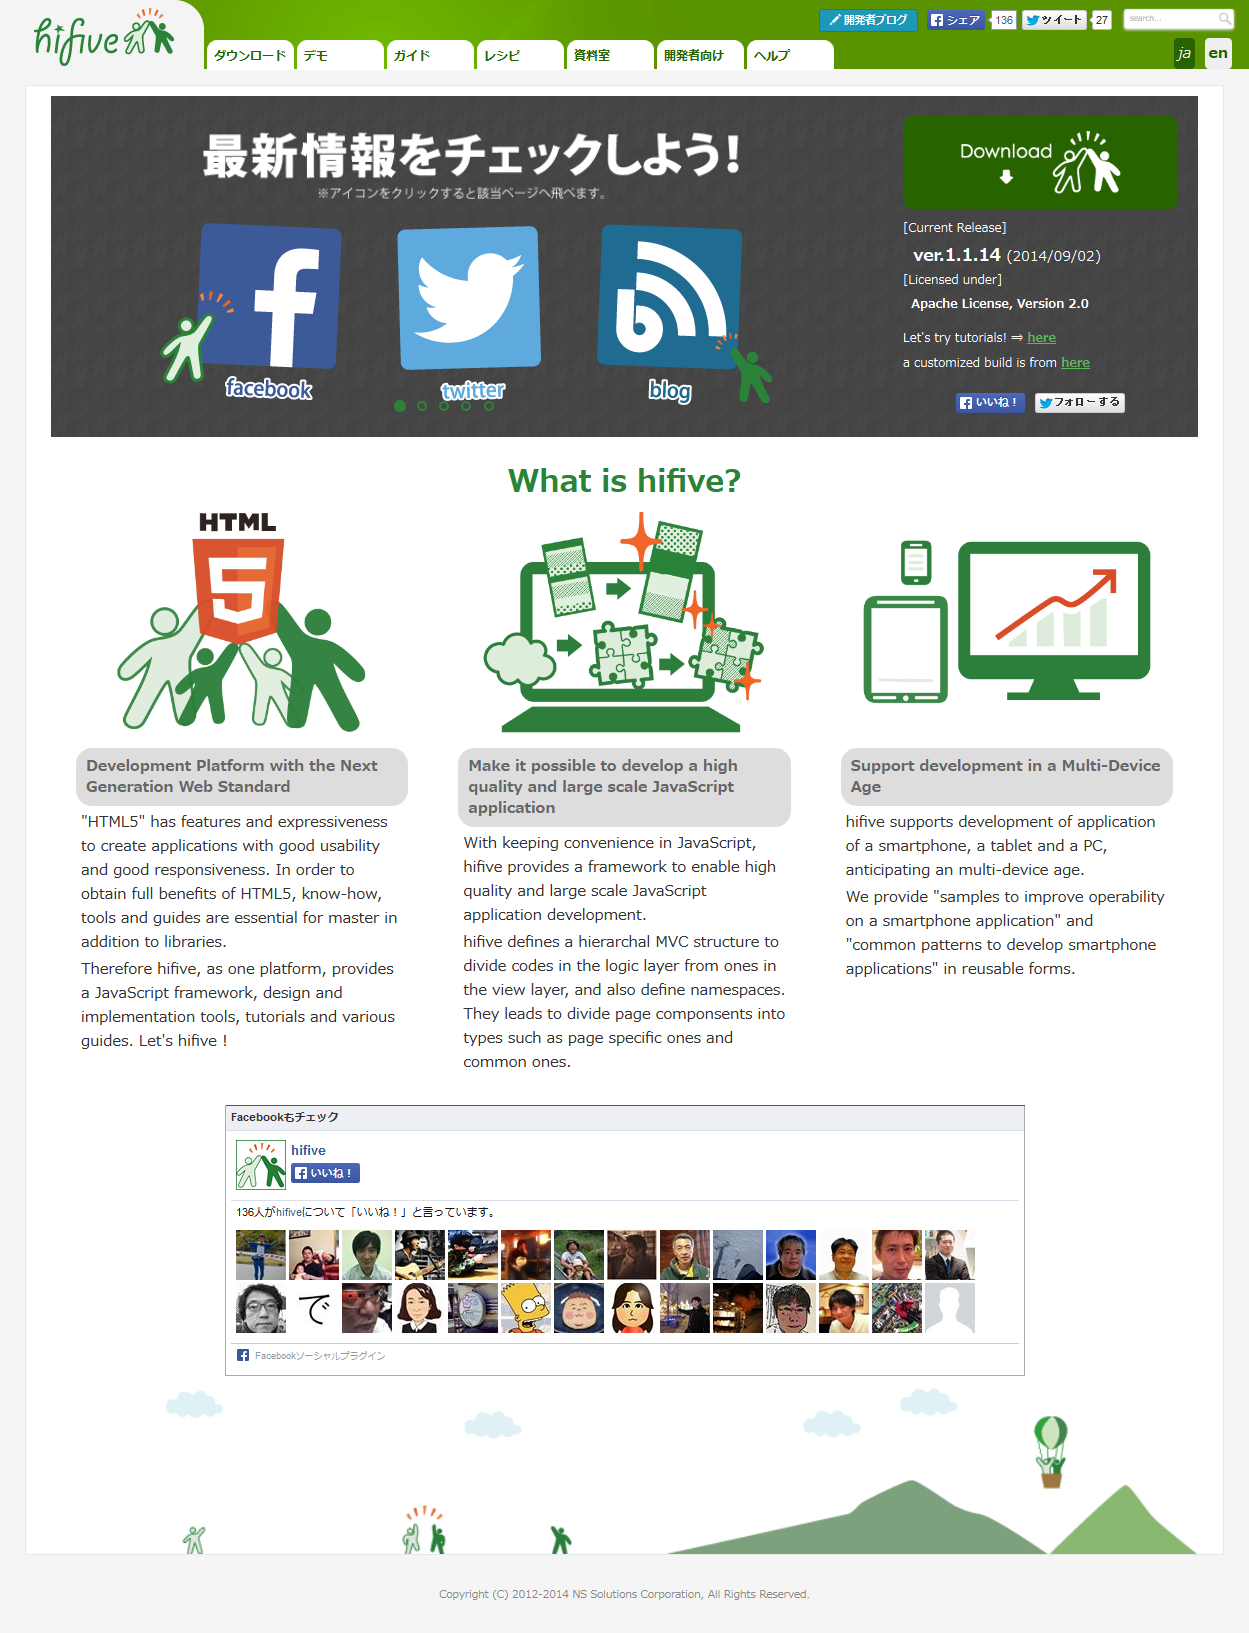 hifive
開発者ブログ
シェア 136
ツイート 27
search...
ダウンロード
デモ
ガイド
レシピ
資料室
開発者向け
ヘルプ
ja
en
最新情報をチェックしよう!
※アイコンをクリックすると該当ページへ飛べます。
facebook
twitter
blog
Download
[Current Release]
ver.1.1.14 (2014/09/02)
[Licensed under]
Apache License, Version 2.0
Let's try tutorials! ⇒ here
a customized build is from here
いいね！
フォローする
What is hifive?
HTML
5
Development Platform with the Next
Generation Web Standard
"HTML5" has features and expressiveness
to create applications with good usability
and good responsiveness. In order to
obtain full benefits of HTML5, know-how,
tools and guides are essential for master in
addition to libraries.
Therefore hifive, as one platform, provides
a JavaScript framework, design and
implementation tools, tutorials and various
guides. Let's hifive !
Make it possible to develop a high
quality and large scale JavaScript
application
With keeping convenience in JavaScript,
hifive provides a framework to enable high
quality and large scale JavaScript
application development.
hifive defines a hierarchal MVC structure to
divide codes in the logic layer from ones in
the view layer, and also define namespaces.
They leads to divide page componsents into
types such as page specific ones and
common ones.
Support development in a Multi-Device
Age
hifive supports development of application
of a smartphone, a tablet and a PC,
anticipating an multi-device age.
We provide "samples to improve operability
on a smartphone application" and
"common patterns to develop smartphone
applications" in reusable forms.
Facebookもチェック
hifive
いいね！
136人がhifiveについて「いいね！」と言っています。
で
Facebookソーシャルプラグイン
Copyright (C) 2012-2014 NS Solutions Corporation, All Rights Reserved.